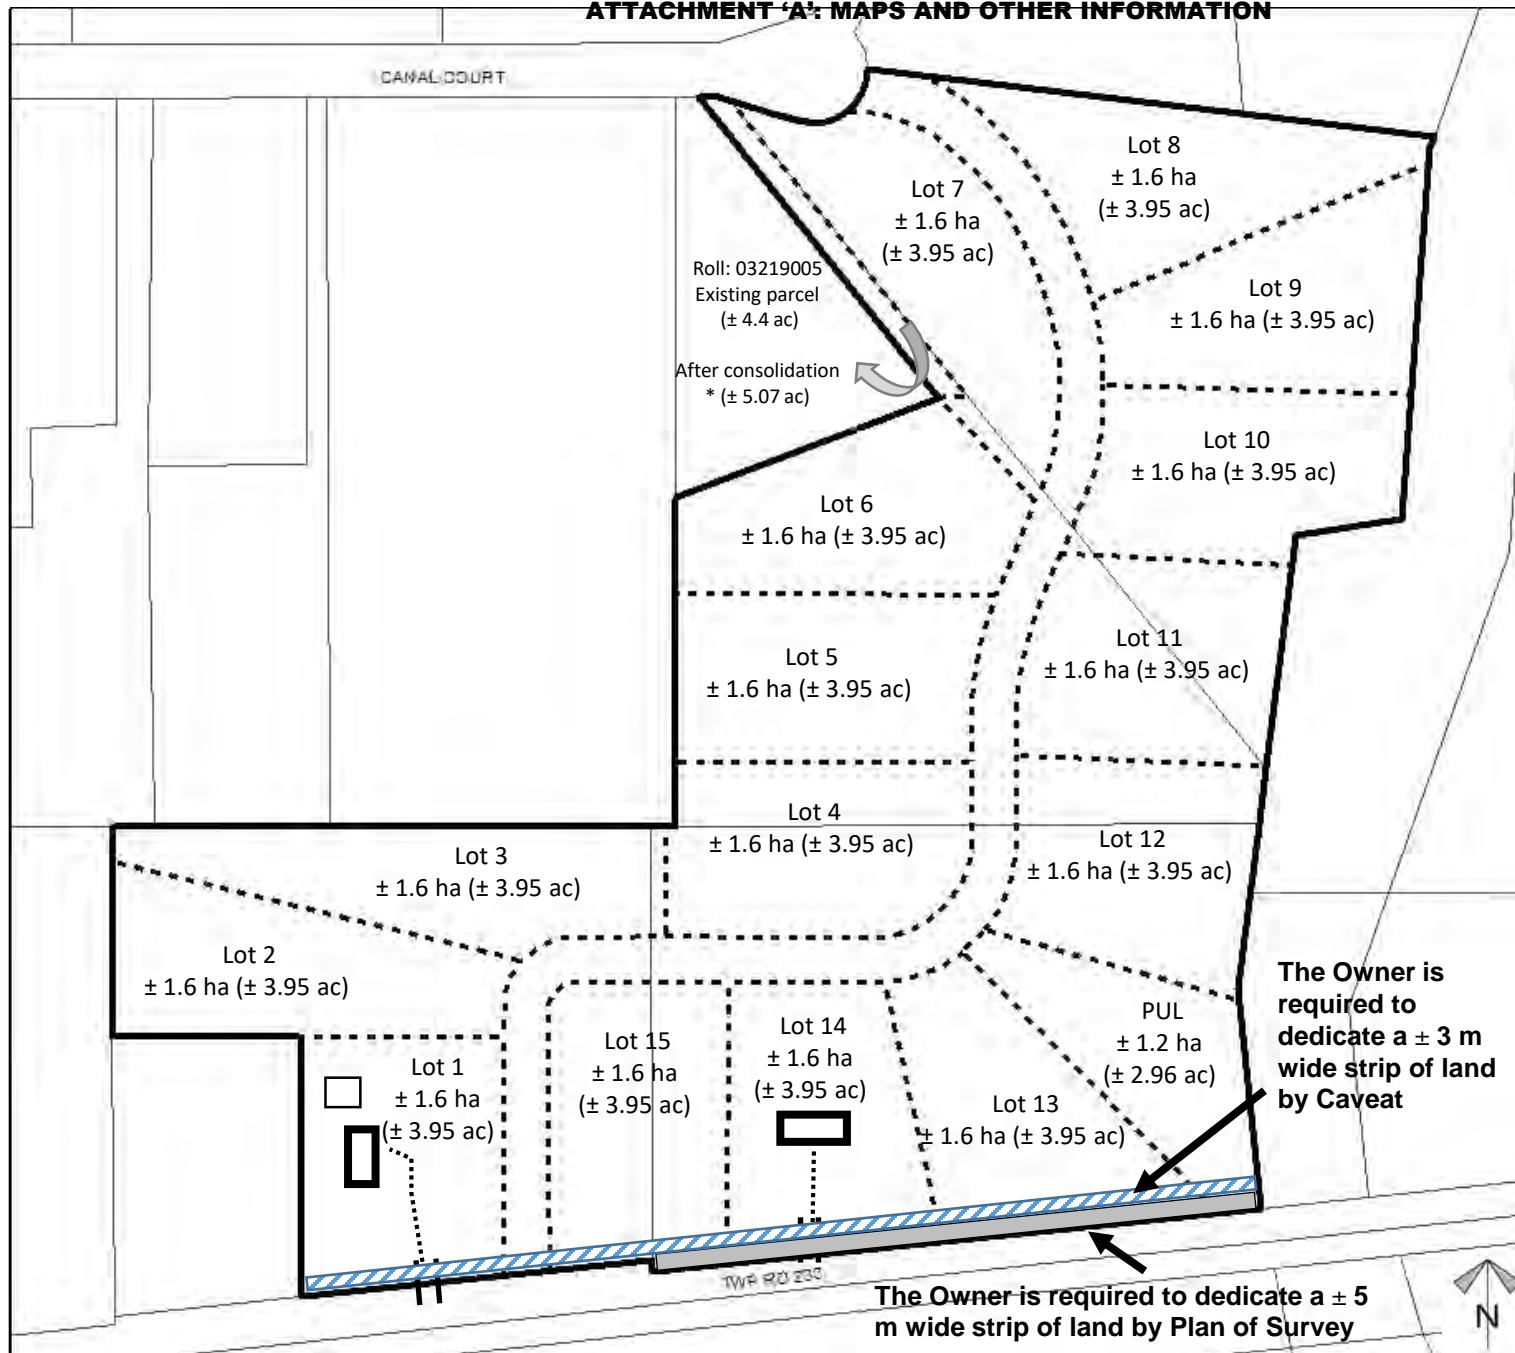 ATTACHMENT ‘A’: MAPS AND OTHER INFORMATION
CANAL COURT
Lot 8
± 1.6 ha
(± 3.95 ac)
Lot 7
± 1.6 ha
(± 3.95 ac)
Roll: 03219005
Existing parcel
(± 4.4 ac)
After consolidation
* (± 5.07 ac)
Lot 9
± 1.6 ha (± 3.95 ac)
Lot 10
± 1.6 ha (± 3.95 ac)
Lot 6
± 1.6 ha (± 3.95 ac)
Lot 11
± 1.6 ha (± 3.95 ac)
Lot 5
± 1.6 ha (± 3.95 ac)
Lot 4
± 1.6 ha (± 3.95 ac)
Lot 12
± 1.6 ha (± 3.95 ac)
Lot 3
± 1.6 ha (± 3.95 ac)
Lot 2
± 1.6 ha (± 3.95 ac)
Lot 1
± 1.6 ha
(± 3.95 ac)
Lot 15
± 1.6 ha
(± 3.95 ac)
Lot 14
± 1.6 ha
(± 3.95 ac)
Lot 13
± 1.6 ha (± 3.95 ac)
PUL
± 1.2 ha
(± 2.96 ac)
The Owner is
required to
dedicate a ± 3 m
wide strip of land
by Caveat
TWP RD
The Owner is required to dedicate a ± 5
m wide strip of land by Plan of Survey
N